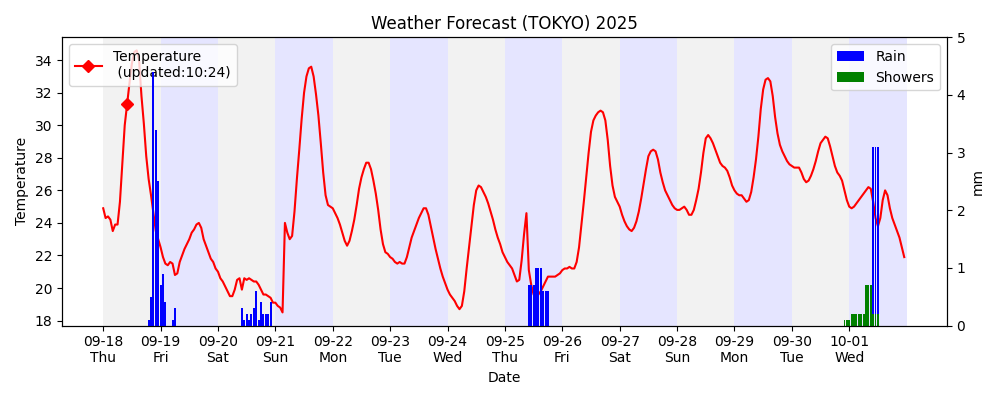 Weather Forecast (TOKYO) 2025
Temperature
(updated:10:24)
Rain
Showers
34
32
30
28
26
24
22
20
18
Temperature
5
4
3
2
1
0
mm
09-18 09-19 09-20 09-21 09-22 09-23 09-24 09-25 09-26 09-27 09-28 09-29 09-30 10-01
Thu Fri Sat Sun Mon Tue Wed Thu Fri Sat Sun Mon Tue Wed
Date